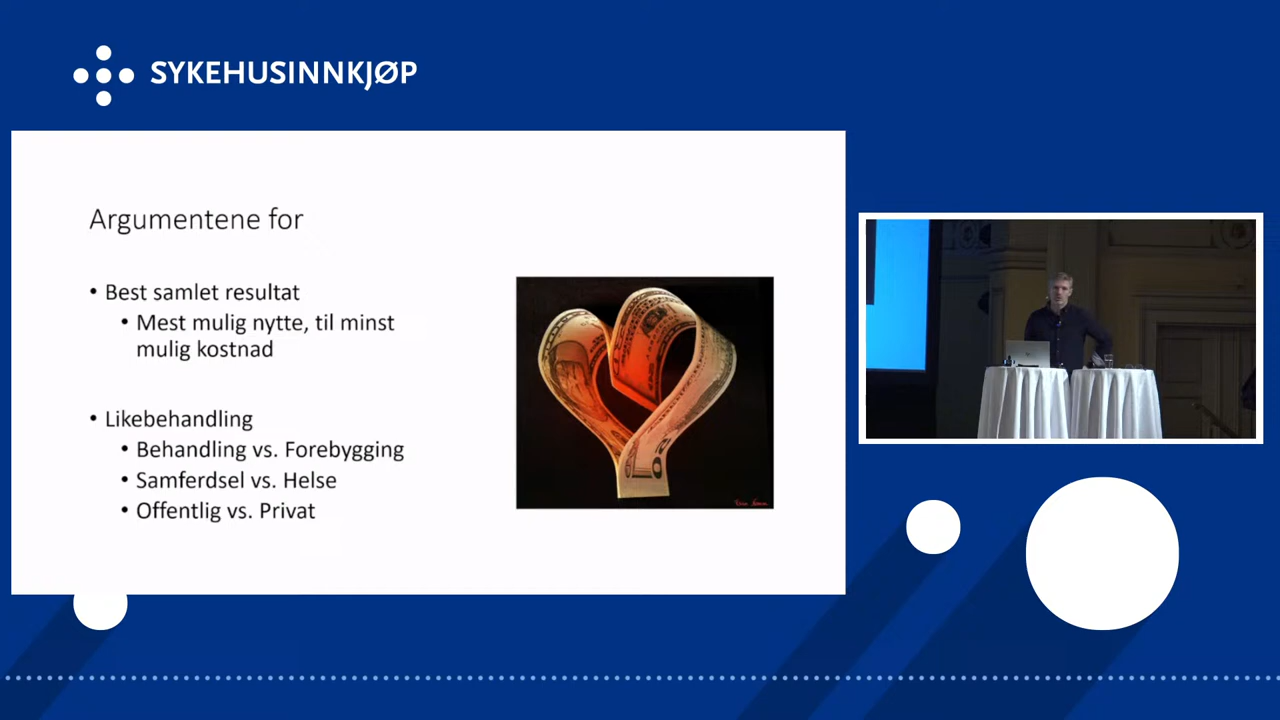 SYKEHUSINNKJØP
Argumentene for
• Best samlet resultat
• Mest mulig nytte, til minst
mulig kostnad
• Likebehandling
• Behandling vs. Forebygging
• Samferdsel vs. Helse
• Offentlig vs. Privat